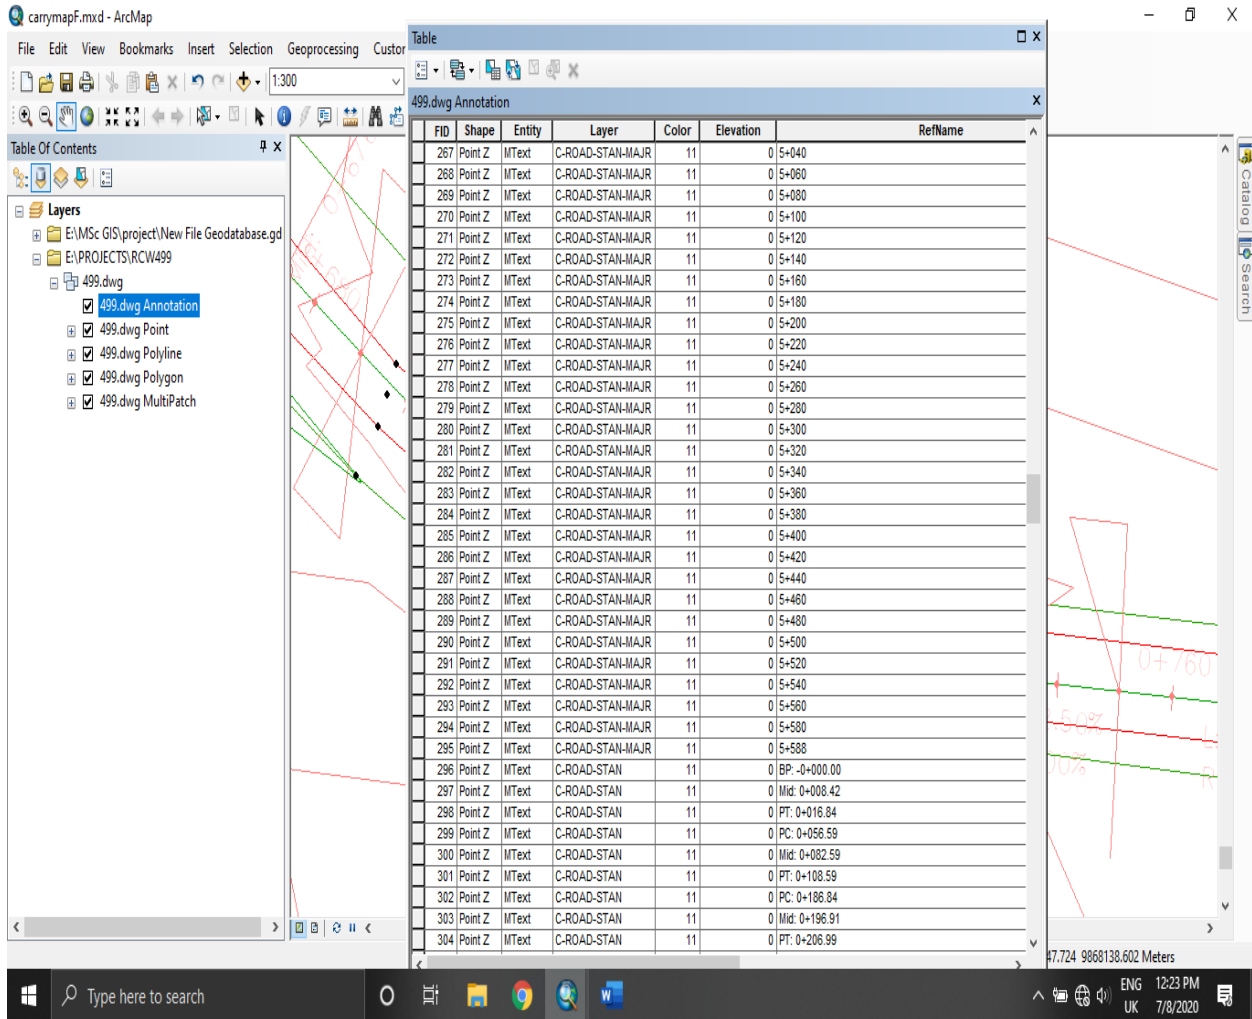 carrymapF.mxd - ArcMap
File Edit View Bookmarks Insert Selection Geoprocessing Custor
1:300
Table Of Contents
Layers
E:\MSc GIS\project\New File Geodatabase.gd
E:\PROJECTS\RCW499
499.dwg
499.dwg Annotation
499.dwg Point
499.dwg Polyline
499.dwg Polygon
499.dwg MultiPatch
Table
499.dwg Annotation
FID Shape Entity Layer Color Elevation RefName
267 Point Z MText C-ROAD-STAN-MAJR 11 0 5+040
268 Point Z MText C-ROAD-STAN-MAJR 11 0 5+060
269 Point Z MText C-ROAD-STAN-MAJR 11 0 5+080
270 Point Z MText C-ROAD-STAN-MAJR 11 0 5+100
271 Point Z MText C-ROAD-STAN-MAJR 11 0 5+120
272 Point Z MText C-ROAD-STAN-MAJR 11 0 5+140
273 Point Z MText C-ROAD-STAN-MAJR 11 0 5+160
274 Point Z MText C-ROAD-STAN-MAJR 11 0 5+180
275 Point Z MText C-ROAD-STAN-MAJR 11 0 5+200
276 Point Z MText C-ROAD-STAN-MAJR 11 0 5+220
277 Point Z MText C-ROAD-STAN-MAJR 11 0 5+240
278 Point Z MText C-ROAD-STAN-MAJR 11 0 5+260
279 Point Z MText C-ROAD-STAN-MAJR 11 0 5+280
280 Point Z MText C-ROAD-STAN-MAJR 11 0 5+300
281 Point Z MText C-ROAD-STAN-MAJR 11 0 5+320
282 Point Z MText C-ROAD-STAN-MAJR 11 0 5+340
283 Point Z MText C-ROAD-STAN-MAJR 11 0 5+360
284 Point Z MText C-ROAD-STAN-MAJR 11 0 5+380
285 Point Z MText C-ROAD-STAN-MAJR 11 0 5+400
286 Point Z MText C-ROAD-STAN-MAJR 11 0 5+420
287 Point Z MText C-ROAD-STAN-MAJR 11 0 5+440
288 Point Z MText C-ROAD-STAN-MAJR 11 0 5+460
289 Point Z MText C-ROAD-STAN-MAJR 11 0 5+480
290 Point Z MText C-ROAD-STAN-MAJR 11 0 5+500
291 Point Z MText C-ROAD-STAN-MAJR 11 0 5+520
292 Point Z MText C-ROAD-STAN-MAJR 11 0 5+540
293 Point Z MText C-ROAD-STAN-MAJR 11 0 5+560
294 Point Z MText C-ROAD-STAN-MAJR 11 0 5+580
295 Point Z MText C-ROAD-STAN-MAJR 11 0 5+588
296 Point Z MText C-ROAD-STAN 11 0 BP: -0+000.00
297 Point Z MText C-ROAD-STAN 11 0 Mid: 0+008.42
298 Point Z MText C-ROAD-STAN 11 0 PT: 0+016.84
299 Point Z MText C-ROAD-STAN 11 0 PC: 0+056.59
300 Point Z MText C-ROAD-STAN 11 0 Mid: 0+082.59
301 Point Z MText C-ROAD-STAN 11 0 PT: 0+108.59
302 Point Z MText C-ROAD-STAN 11 0 PC: 0+186.84
303 Point Z MText C-ROAD-STAN 11 0 Mid: 0+196.91
304 Point Z MText C-ROAD-STAN 11 0 PT: 0+206.99
Catalog
Search
0+760
.50%
00%
L
R
47.724 9868138.602 Meters
Type here to search
ENG
UK
12:23 PM
7/8/2020